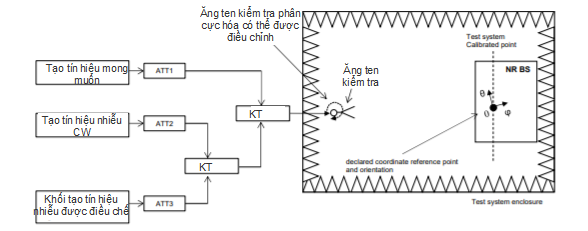 Ăng ten kiểm tra phân
cực hóa có thể được
điều chỉnh
Tạo tín hiệu mong
muốn
ATT1
Tạo tín hiệu nhiễu
CW
ATT2
KT
KT
Khối tạo tín hiệu
nhiễu được điều chế
ATT3
Ăng ten
kiểm tra
Test system
Calibrated point
NR BS
θ
0
φ
declared coordinate reference point
and orientation
Test system enclosure